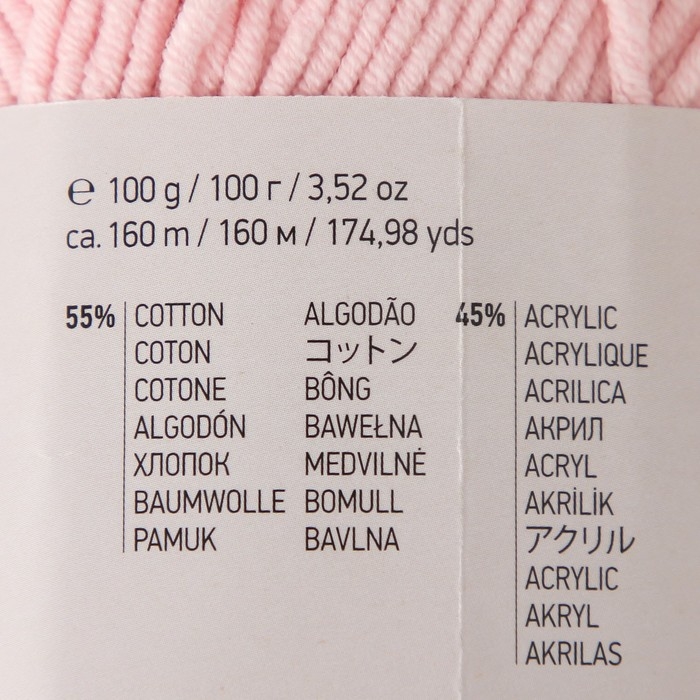 ℮ 100 g / 100 г / 3,52 oz
ca. 160 m / 160 м / 174,98 yds
55%
COTTON
COTON
COTONE
ALGODÓN
ХЛОПОК
BAUMWOLLE
PAMUK
ALGODÃO
コットン
BÔNG
BAWEŁNA
MEDVILNĖ
BOMULL
BAVLNA
45%
ACRYLIC
ACRYLIQUE
ACRILICA
АКРИЛ
ACRYL
AKRİLİK
アクリル
ACRYLIC
AKRYL
AKRILAS